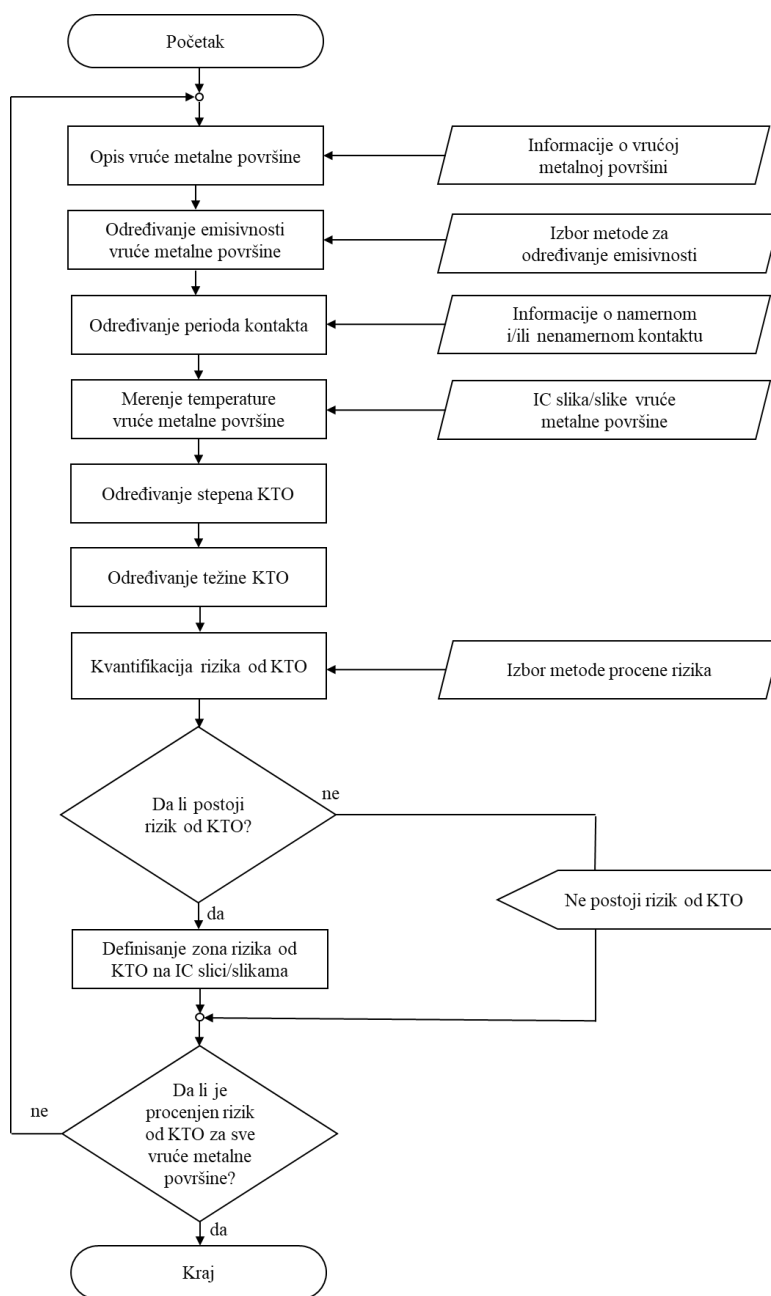 Početak
Opis vruće metalne površine
Informacije o vrućoj
metalnoj površini
Određivanje emisivnosti
vruće metalne površine
Izbor metode za
određivanje emisivnosti
Određivanje perioda kontakta
Informacije o namernom
i/ili nenamernom kontaktu
Merenje temperature
vruće metalne površine
IC slika/slike vruće
metalne površine
Određivanje stepena KTO
Određivanje težine KTO
Kvantifikacija rizika od KTO
Izbor metode procene rizika
Da li postoji
rizik od KTO?
ne
Ne postoji rizik od KTO
da
Definisanje zona rizika od
KTO na IC slici/slikama
Da li je
procenjen rizik
od KTO za sve
vruće metalne
površine?
ne
da
Kraj